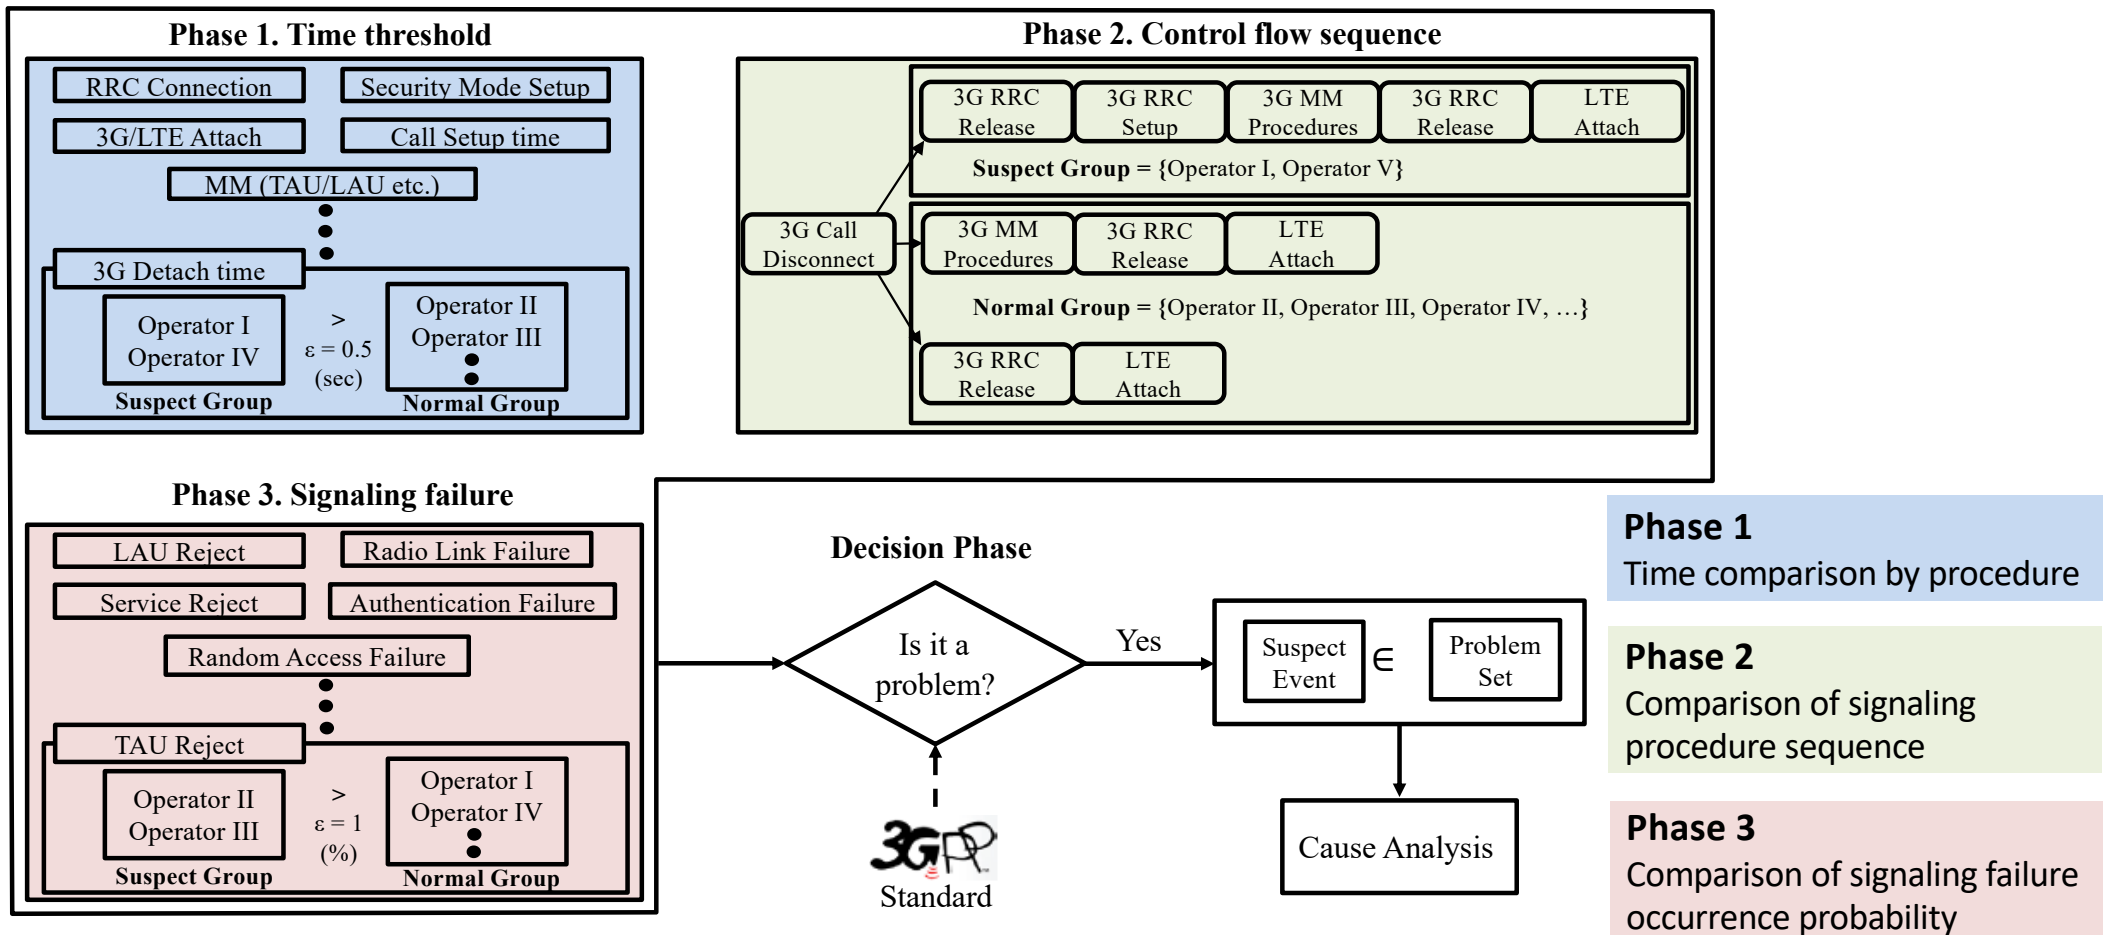 Phase 1. Time threshold
RRC Connection
Security Mode Setup
3G/LTE Attach
Call Setup time
MM (TAU/LAU etc.)
3G Detach time
Operator I
Operator IV
>
ε = 0.5
(sec)
Operator II
Operator III
Suspect Group
Normal Group
Phase 2. Control flow sequence
3G Call
Disconnect
3G RRC
Release
3G RRC
Setup
3G MM
Procedures
3G RRC
Release
LTE
Attach
Suspect Group = {Operator I, Operator V}
3G MM
Procedures
3G RRC
Release
LTE
Attach
Normal Group = {Operator II, Operator III, Operator IV, …}
3G RRC
Release
LTE
Attach
Phase 3. Signaling failure
LAU Reject
Radio Link Failure
Service Reject
Authentication Failure
Random Access Failure
TAU Reject
Operator II
Operator III
>
ε = 1
(%)
Operator I
Operator IV
Suspect Group
Normal Group
Decision Phase
Is it a
problem?
Yes
3GPP
Standard
Suspect
Event
∈
Problem
Set
Cause Analysis
Phase 1
Time comparison by procedure
Phase 2
Comparison of signaling
procedure sequence
Phase 3
Comparison of signaling failure
occurrence probability